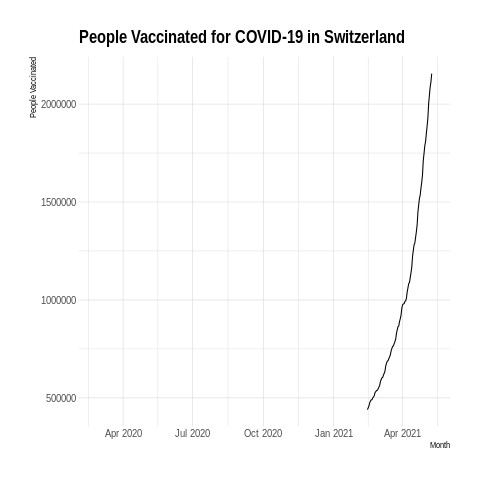 People Vaccinated for COVID-19 in Switzerland
People Vaccinated
2000000
1500000
1000000
500000
Apr 2020 Jul 2020 Oct 2020 Jan 2021 Apr 2021
Month